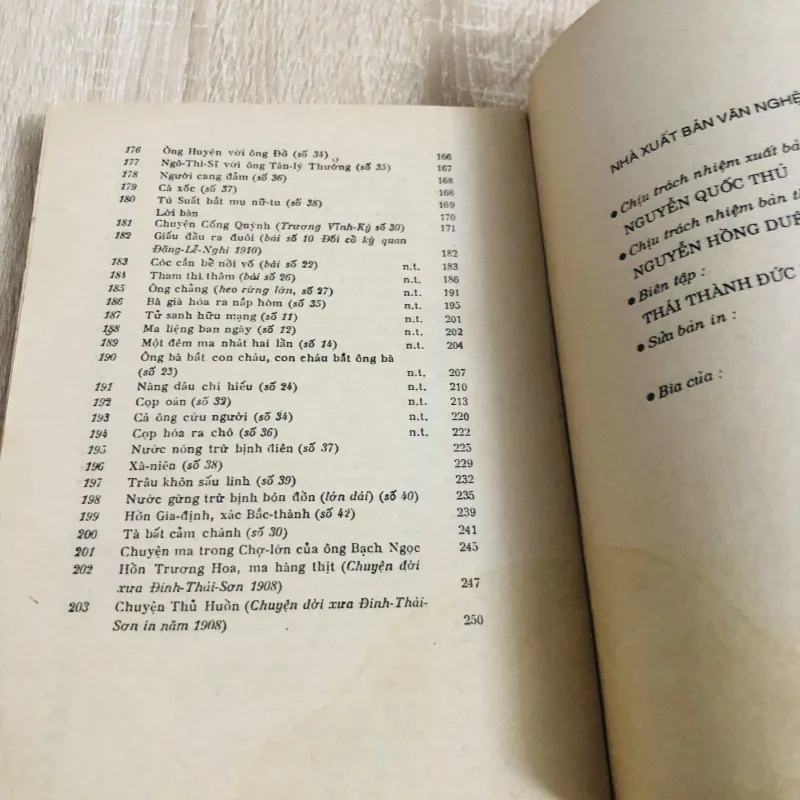 176 Ông Huyện với ông Đồ (số 34) 166
177 Ngô-Thì-Sĩ với ông Tân-lý Thưởng (số 35) 167
178 Người cang đảm (số 36) 168
179 Cà xốc (số 37) 168
180 Tú Suất bắt mụ nữ-tu (số 38) 169
Lời bàn 170
181 Chuyện Cống Quỳnh (Trương Vĩnh-Ký số 30) 171
182 Giấu đầu ra đuôi (bài số 10 Đối cổ kỳ quan
Đặng-Lễ-Nghi 1910) 182
183 Cóc cắn bể nồi vố (bài số 22) n.t. 183
184 Tham thì thâm (bài số 26) n.t. 186
185 Ông chằng (heo rừng lớn, số 27) n.t. 191
186 Bà già hóa ra nắp hòm (số 35) n.t. 195
187 Tử sanh hữu mạng (số 11) n.t. 201
188 Ma liệng ban ngày (số 12) n.t. 202
189 Một đêm ma nhát hai lần (số 14) n.t. 204
190 Ông bà bắt con cháu, con cháu bắt ông bà
(số 23) n.t. 207
191 Nàng dâu chí hiếu (số 24) n.t. 210
192 Cọp oán (số 32) n.t. 213
193 Cả ông cứu người (số 34) n.t. 220
194 Cọp hóa ra chó (số 36) n.t. 222
195 Nước nóng trừ bịnh điên (số 37) 225
196 Xà-niên (số 38) 229
197 Trâu khôn sấu linh (số 39) 232
198 Nước gừng trừ bịnh bôn đồn (lớn dái) (số 40) 235
199 Hồn Gia-định, xác Bắc-thành (số 42) 239
200 Tà bất cảm chánh (số 30) 241
201 Chuyện ma trong Chợ-lớn của ông Bạch Ngọc 245
202 Hồn Trương Hoa, ma hàng thịt (Chuyện đời
xưa Đinh-Thái-Sơn 1908) 247
203 Chuyện Thủ Huồn (Chuyện đời xưa Đinh-Thái-
Sơn in năm 1908) 250
NHÀ XUẤT BẢN VĂN NGHỆ
• Chịu trách nhiệm xuất bả
NGUYỄN QUỐC THỦ
• Chịu trách nhiệm bản th
NGUYỄN HỒNG DUỆ
• Biên tập :
THÁI THÀNH ĐỨC
• Sửa bản in :
• Bìa của :